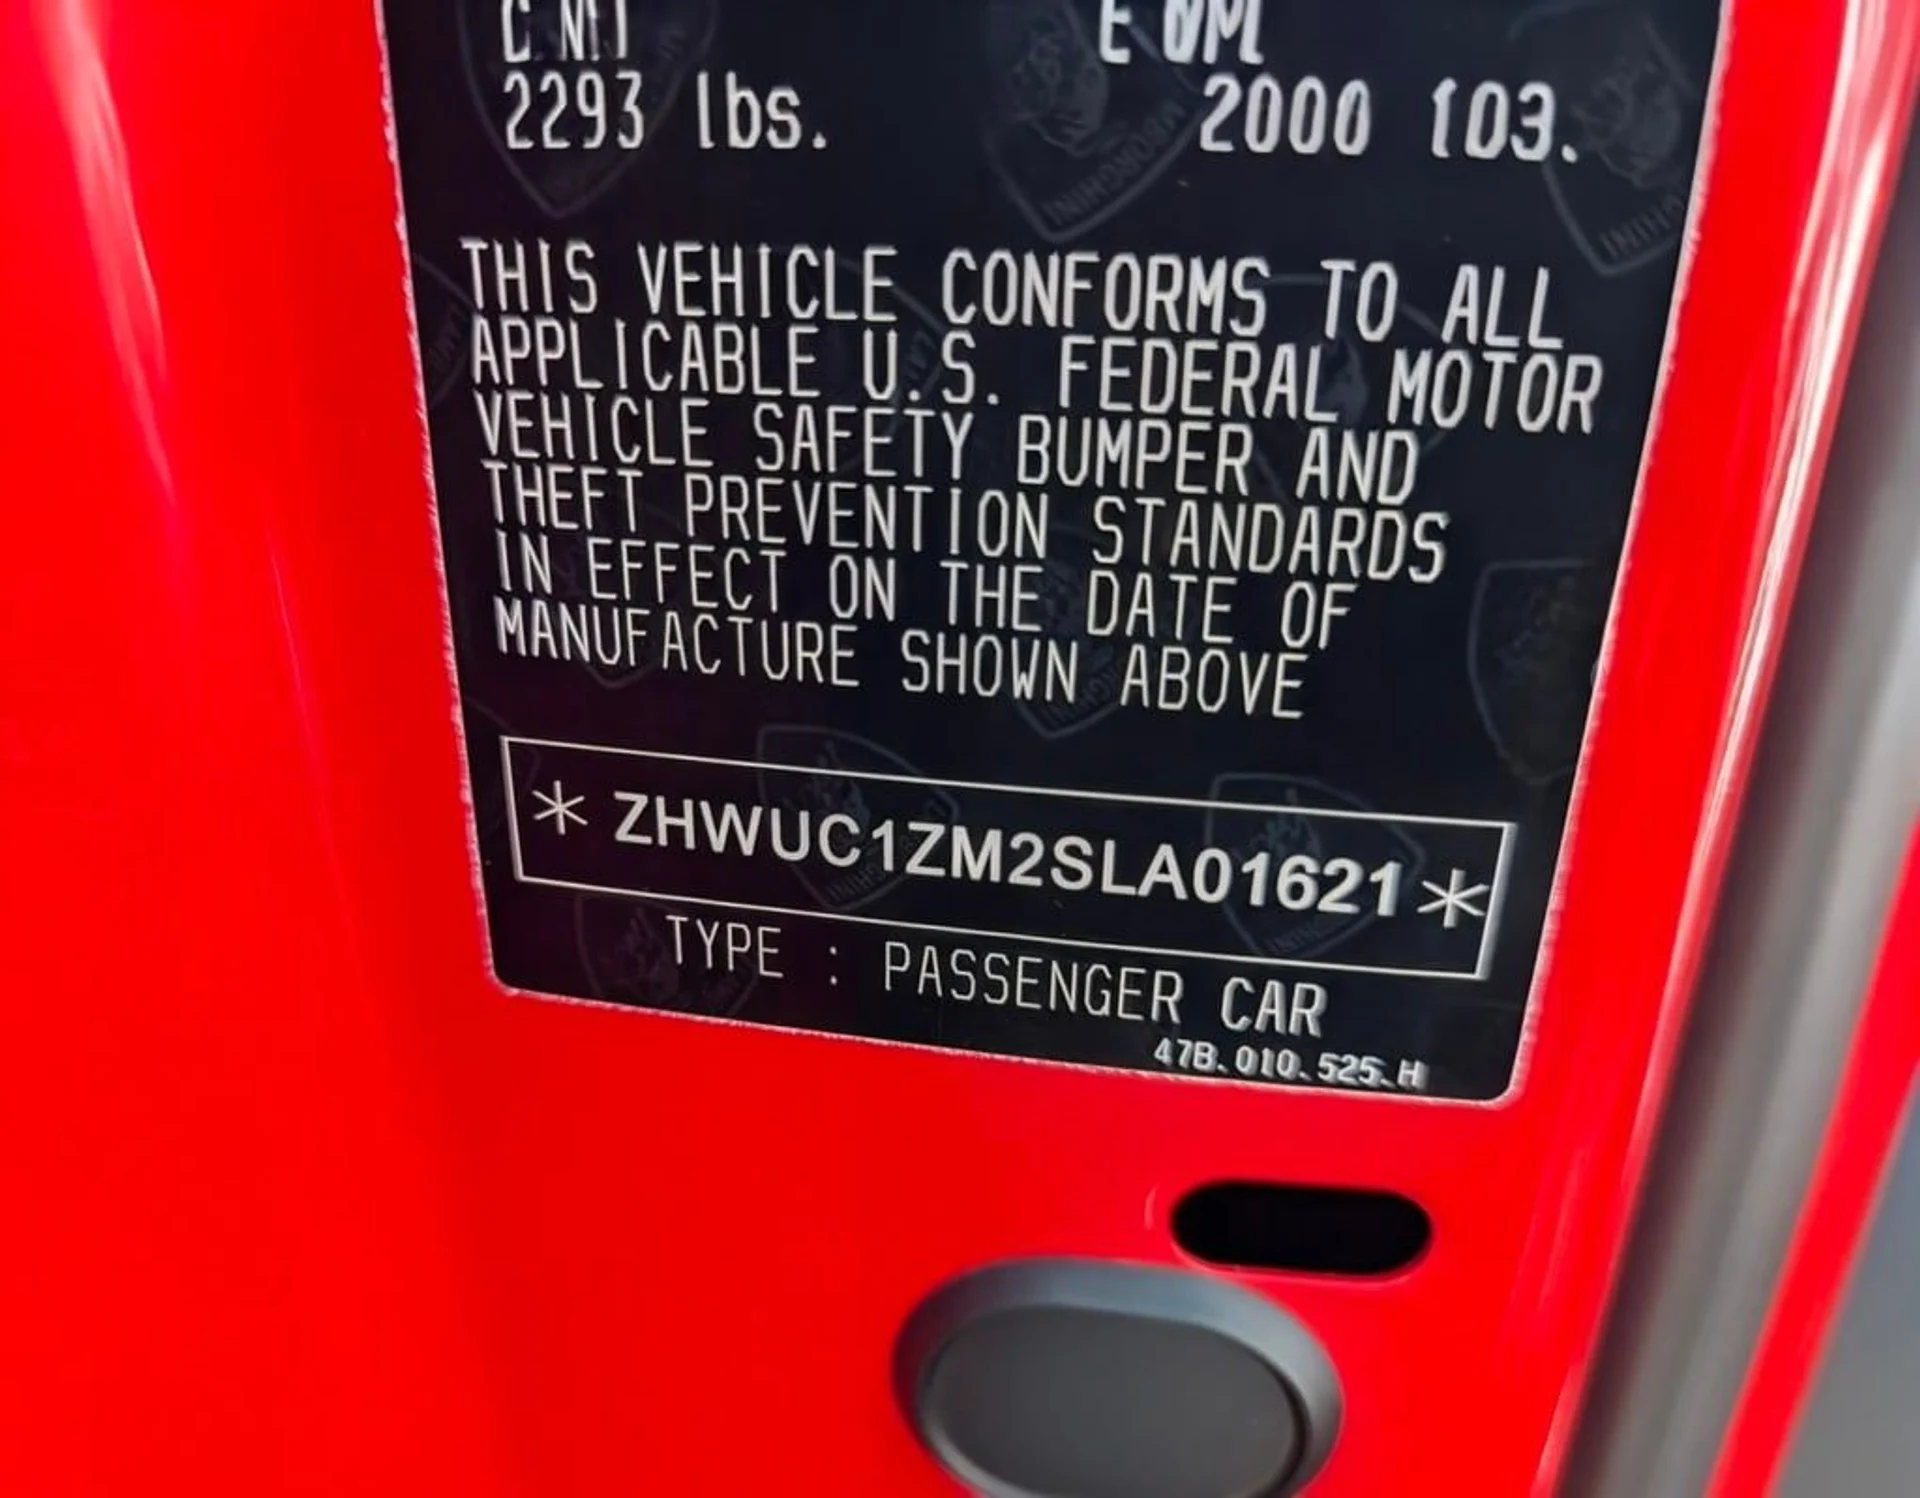 2293 lbs.
2000 103.
THIS VEHICLE CONFORMS TO ALL
APPLICABLE U.S. FEDERAL MOTOR
VEHICLE SAFETY BUMPER AND
THEFT PREVENTION STANDARDS
IN EFFECT ON THE DATE OF
MANUFACTURE SHOWN ABOVE
* ZHWUC1ZM2SLA01621 *
TYPE : PASSENGER CAR
47B.010.525.H